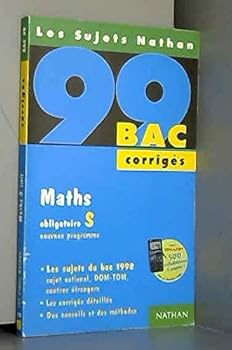 Les Sujets Nathan
99
BAC
corrigés
Maths
obligatoire S
nouveau programme
500
• Les sujets du bac 1998
sujet national, DOM-TOM,
centres étrangers
• Les corrigés détaillés
• Des conseils et des méthodes
NATHAN